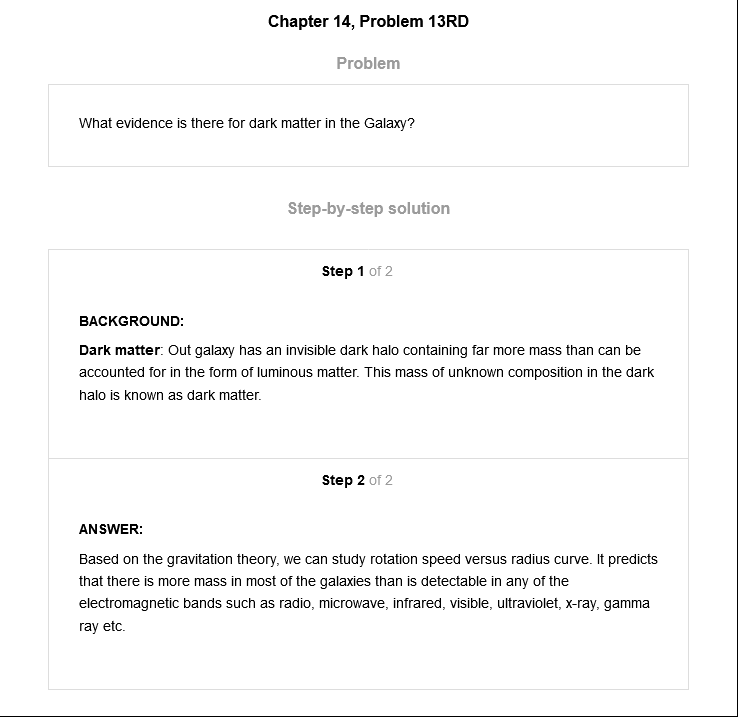 Chapter 14, Problem 13RD
Problem
What evidence is there for dark matter in the Galaxy?
Step-by-step solution
Step 1 of 2
BACKGROUND:
Dark matter: Out galaxy has an invisible dark halo containing far more mass than can be
accounted for in the form of luminous matter. This mass of unknown composition in the dark
halo is known as dark matter.
Step 2 of 2
ANSWER:
Based on the gravitation theory, we can study rotation speed versus radius curve. It predicts
that there is more mass in most of the galaxies than is detectable in any of the
electromagnetic bands such as radio, microwave, infrared, visible, ultraviolet, x-ray, gamma
ray etc.